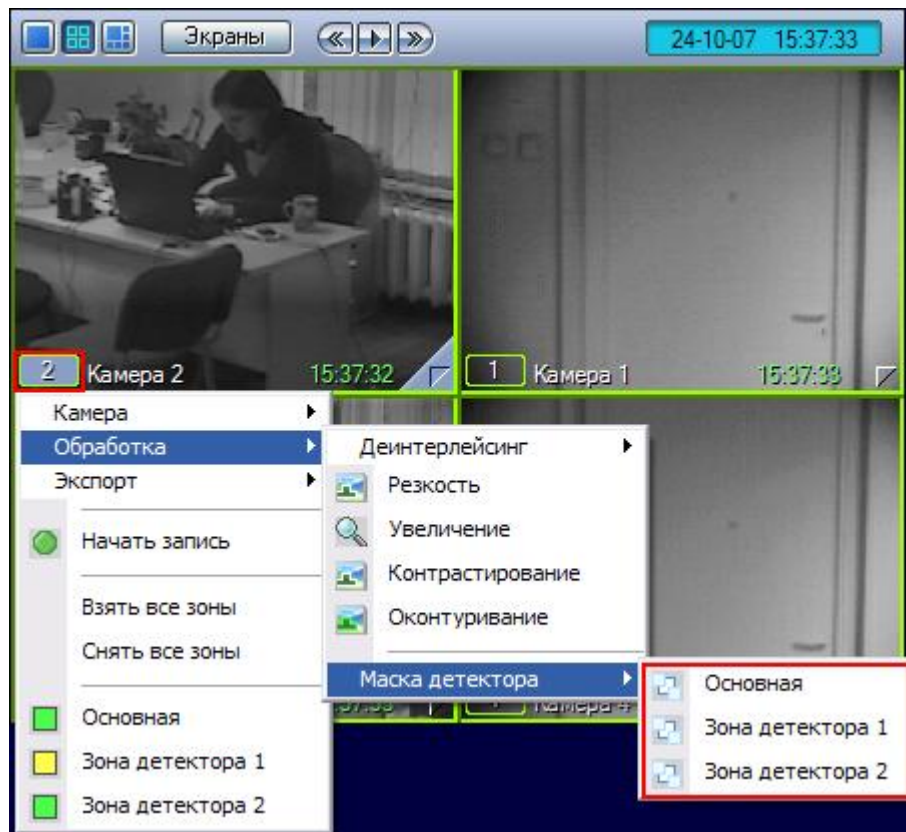 Экраны
24-10-07 15:37:33
2 Камера 2 15:37:32
1 Камера 1 15:37:33
Камера
Обработка
Экспорт
Начать запись
Взять все зоны
Снять все зоны
Основная
Зона детектора 1
Зона детектора 2
Деинтерлейсинг
Резкость
Увеличение
Контрастирование
Оконтуривание
Маска детектора
Основная
Зона детектора 1
Зона детектора 2
Камера 4